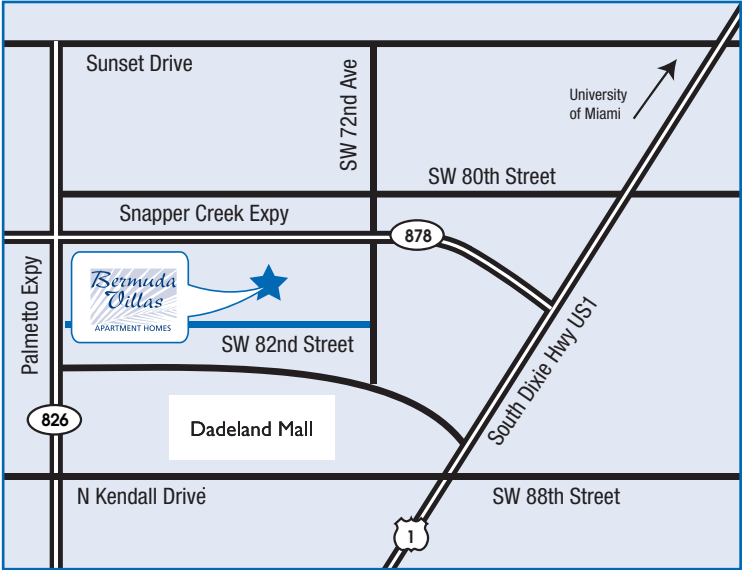 Sunset Drive
SW 72nd Ave
University
of Miami
SW 80th Street
Snapper Creek Expy
878
Palmetto Expy
Bermuda
Villas
APARTMENT HOMES
SW 82nd Street
South Dixie Hwy US1
826
Dadeland Mall
N Kendall Drive
SW 88th Street
1